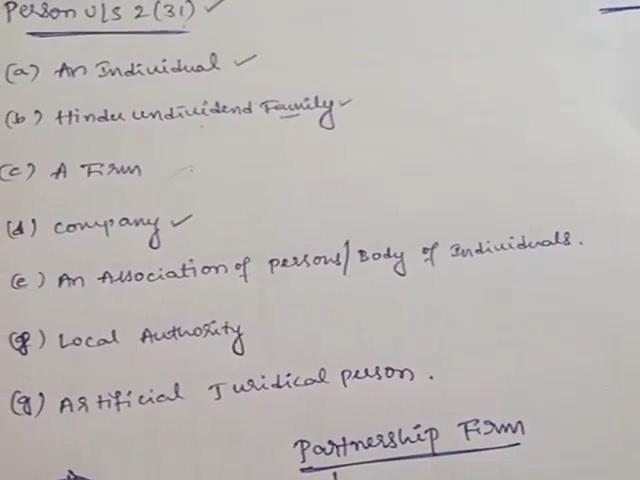 Person U/S 2(31)
(a) An Individual
(b) Hindu undividend Family
(c) A Firm
(d) company
(e) An Association of persons/Body of Individuals.
(f) Local Authority
(g) Artificial Juridical person.
Partnership Firm